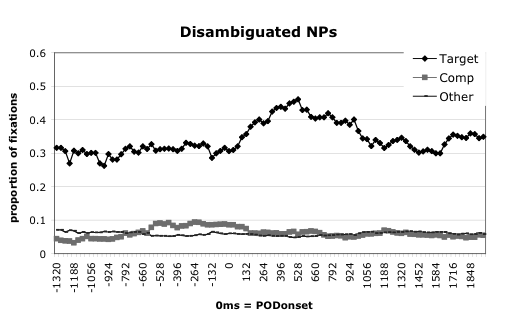 Disambiguated NPs
proportion of fixations
0.6
0.5
0.4
0.3
0.2
0.1
0
Target
Comp
Other
-1320 -1188 -1056 -924 -792 -660 -528 -396 -264 -132 0 132 264 396 528 660 792 924 1056 1188 1320 1452 1584 1716 1848
0ms = PODonset